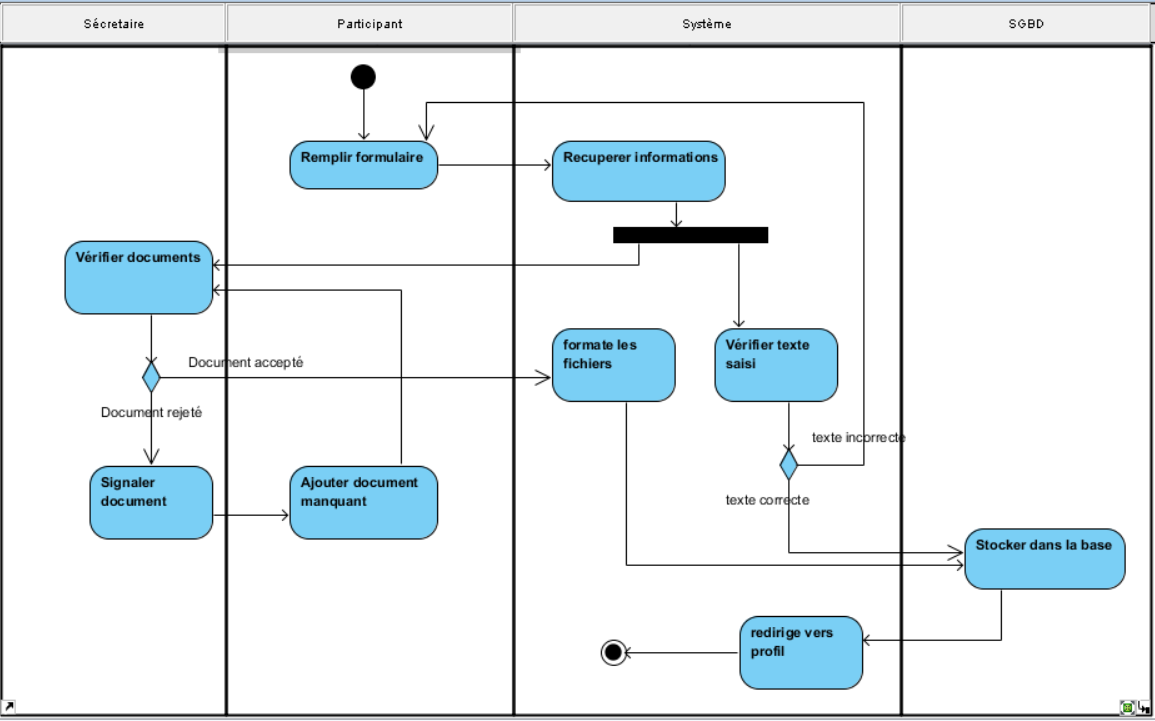 Sécretaire
Participant
Système
SGBD
Remplir formulaire
Recuperer informations
Vérifier documents
formate les
fichiers
Vérifier texte
saisi
Document accepté
Document rejeté
texte incorrecte
Signaler
document
Ajouter document
manquant
texte correcte
Stocker dans la base
redirige vers
profil